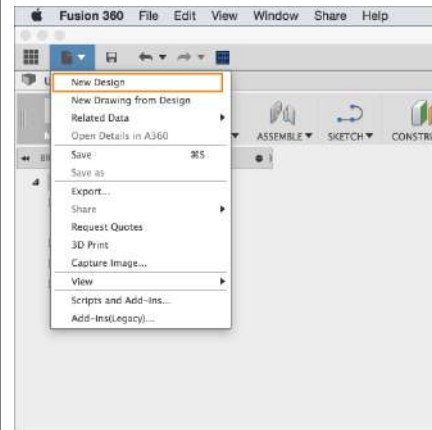 Fusion 360 File Edit View Window Share Help
New Design
New Drawing from Design
Related Data
Open Details in A360
ASSEMBLE SKETCH CONSTRU
Save ⌘S
Save as
Export...
Share
Request Quotes
3D Print
Capture Image...
View
Scripts and Add-Ins...
Add-Ins(Legacy)...